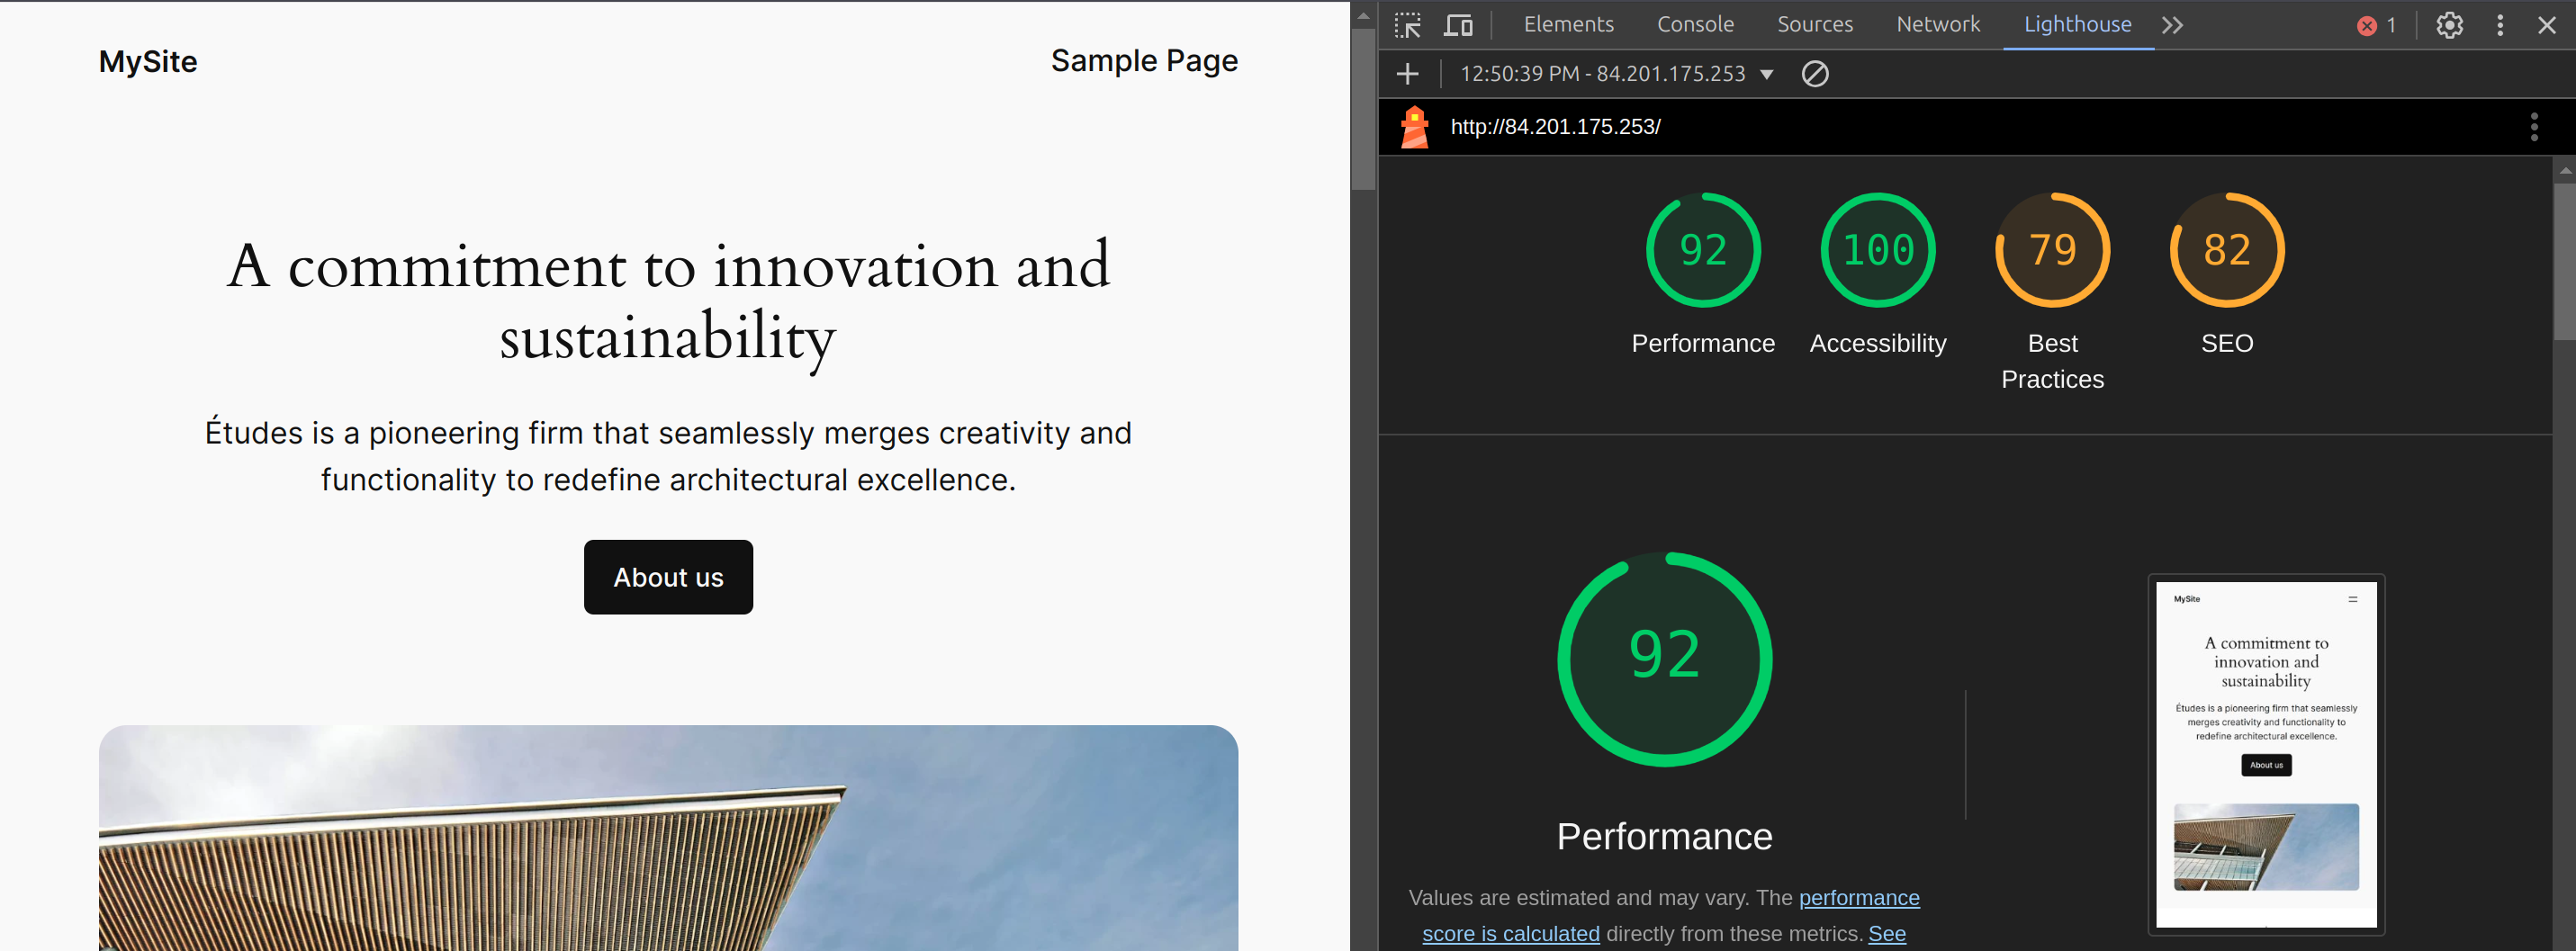 MySite
Sample Page
A commitment to innovation and
sustainability
Études is a pioneering firm that seamlessly merges creativity and
functionality to redefine architectural excellence.
About us
Elements Console Sources Network Lighthouse 1
12:50:39 PM - 84.201.175.253
http://84.201.175.253/
92 100 79 82
Performance Accessibility Best SEO
Practices
92
Performance
Values are estimated and may vary. The performance
score is calculated directly from these metrics. See
MySite
A commitment to
innovation and
sustainability
Études is a pioneering firm that seamlessly
merges creativity and functionality to
redefine architectural excellence.
About us